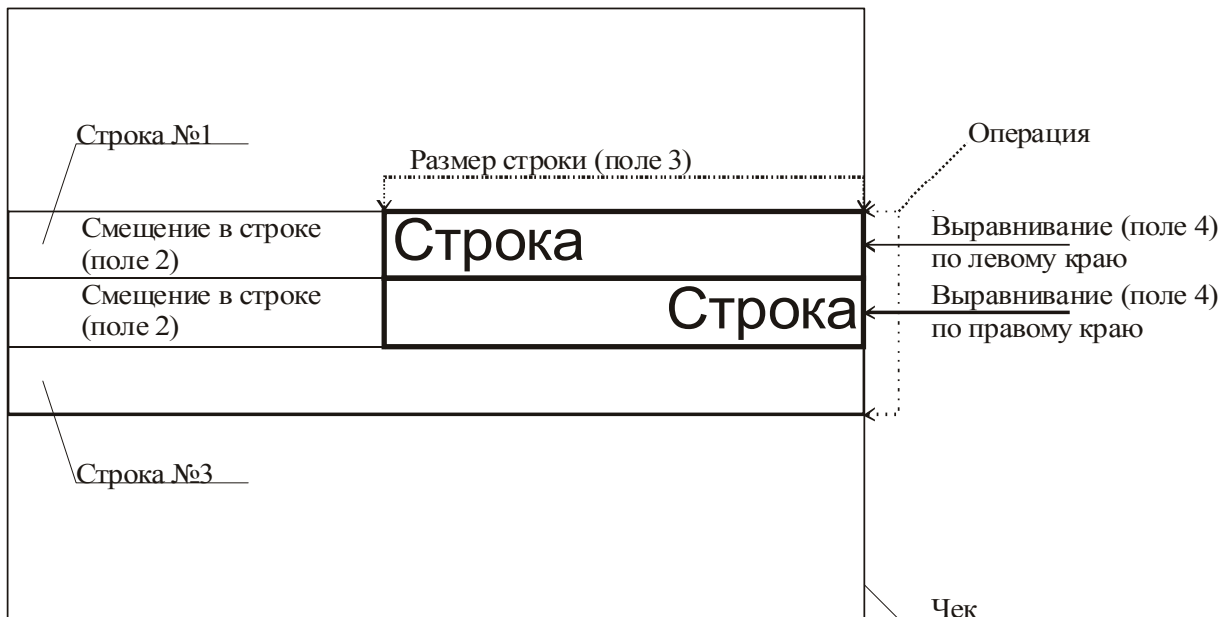 Строка №1
Операция
Размер строки (поле 3)
Смещение в строке
(поле 2)
Строка
Выравнивание (поле 4)
по левому краю
Смещение в строке
(поле 2)
Строка
Выравнивание (поле 4)
по правому краю
Строка №3
Чек